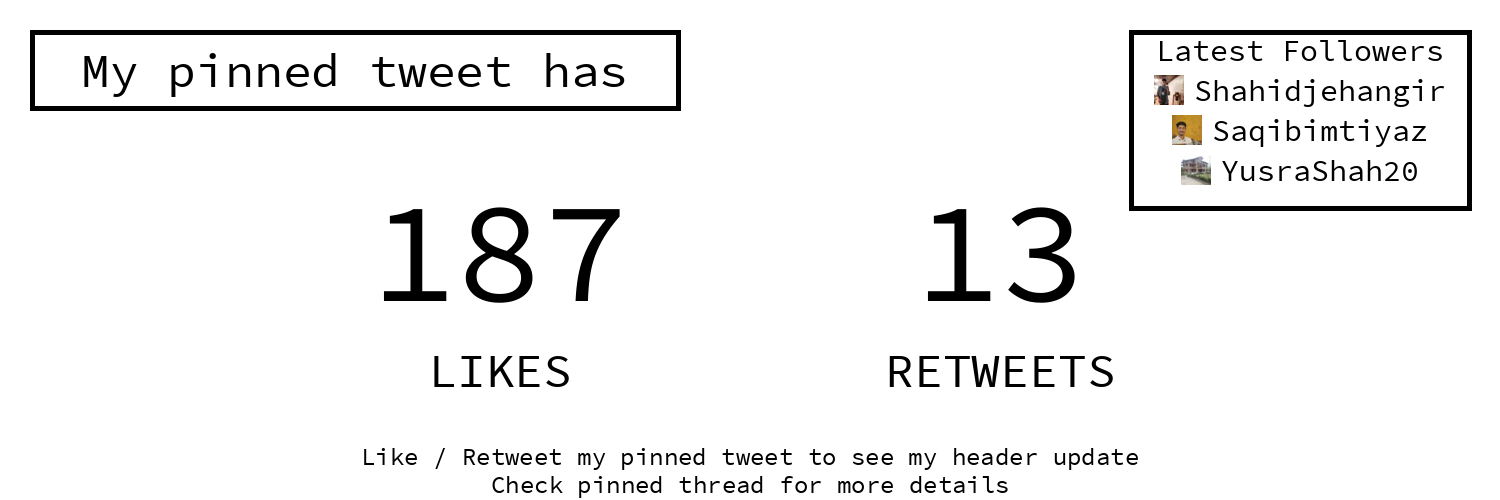 My pinned tweet has
Latest Followers
Shahidjehangir
Saqibimtiyaz
YusraShah20
187
13
LIKES
RETWEETS
Like / Retweet my pinned tweet to see my header update
Check pinned thread for more details